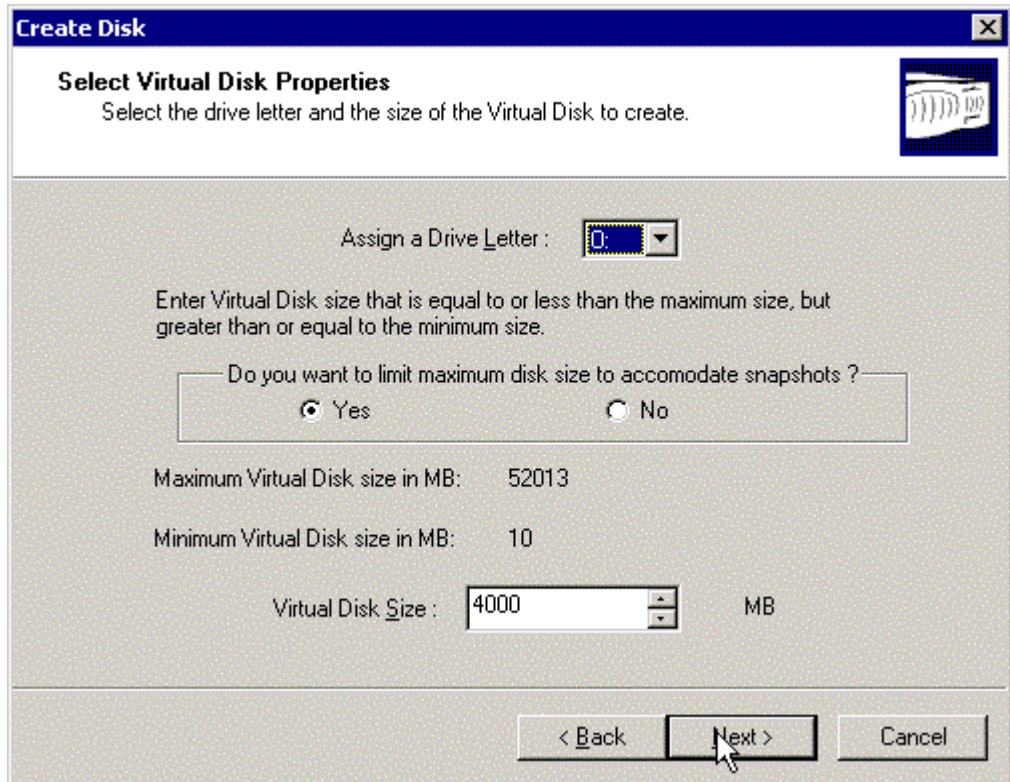 Create Disk
Select Virtual Disk Properties
Select the drive letter and the size of the Virtual Disk to create.
Assign a Drive Letter : O:
Enter Virtual Disk size that is equal to or less than the maximum size, but
greater than or equal to the minimum size.
Do you want to limit maximum disk size to accomodate snapshots ?
Yes No
Maximum Virtual Disk size in MB: 52013
Minimum Virtual Disk size in MB: 10
Virtual Disk Size : 4000 MB
< Back Next > Cancel